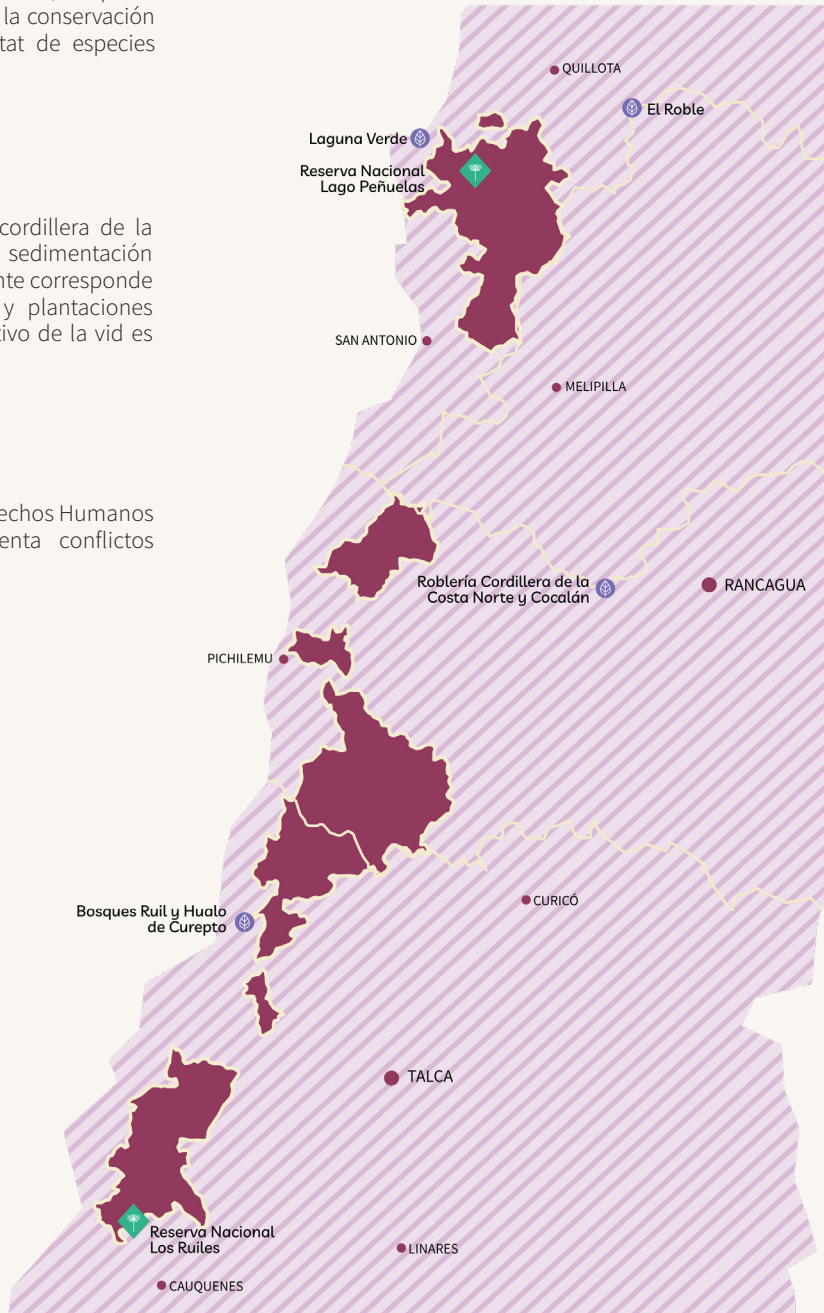 la conservación
tat de especies
cordillera de la
sedimentación
nte corresponde
y plantaciones
tivo de la vid es
echos Humanos
enta conflictos
QUILLOTA
El Roble
Laguna Verde
Reserva Nacional
Lago Peñuelas
SAN ANTONIO
MELIPILLA
Roblería Cordillera de la
Costa Norte y Cocalán
RANCAGUA
PICHILEMU
CURICÓ
Bosques Ruil y Hualo
de Curepto
TALCA
Reserva Nacional
Los Ruiles
LINARES
CAUQUENES